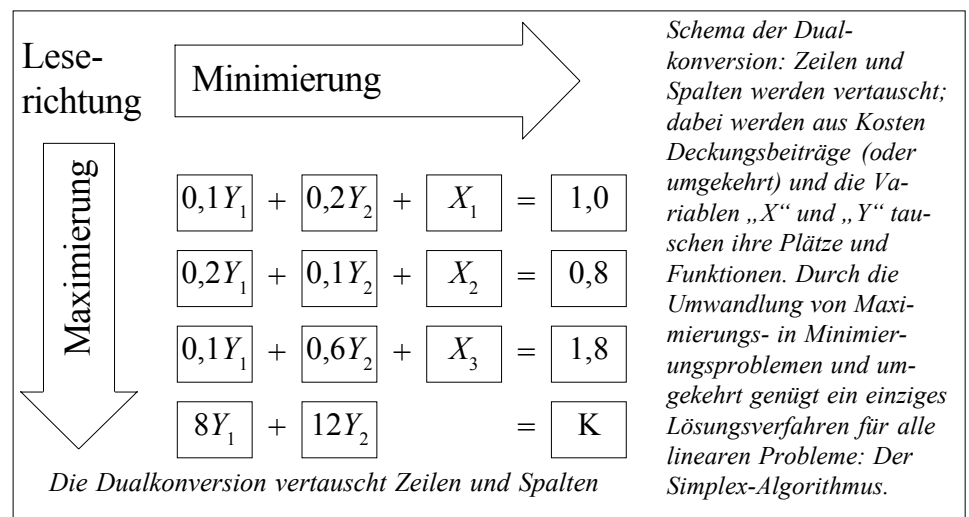 Lese-
richtung
Minimierung
Maximierung
0,1Y₁ + 0,2Y₂ + X₁ = 1,0
0,2Y₁ + 0,1Y₂ + X₂ = 0,8
0,1Y₁ + 0,6Y₂ + X₃ = 1,8
8Y₁ + 12Y₂ = K
Die Dualkonversion vertauscht Zeilen und Spalten
Schema der Dual-
konversion: Zeilen und
Spalten werden vertauscht;
dabei werden aus Kosten
Deckungsbeiträge (oder
umgekehrt) und die Va-
riablen „X“ und „Y“ tau-
schen ihre Plätze und
Funktionen. Durch die
Umwandlung von Maxi-
mierungs- in Minimier-
ungsproblemen und um-
gekehrt genügt ein einziges
Lösungsverfahren für alle
linearen Probleme: Der
Simplex-Algorithmus.